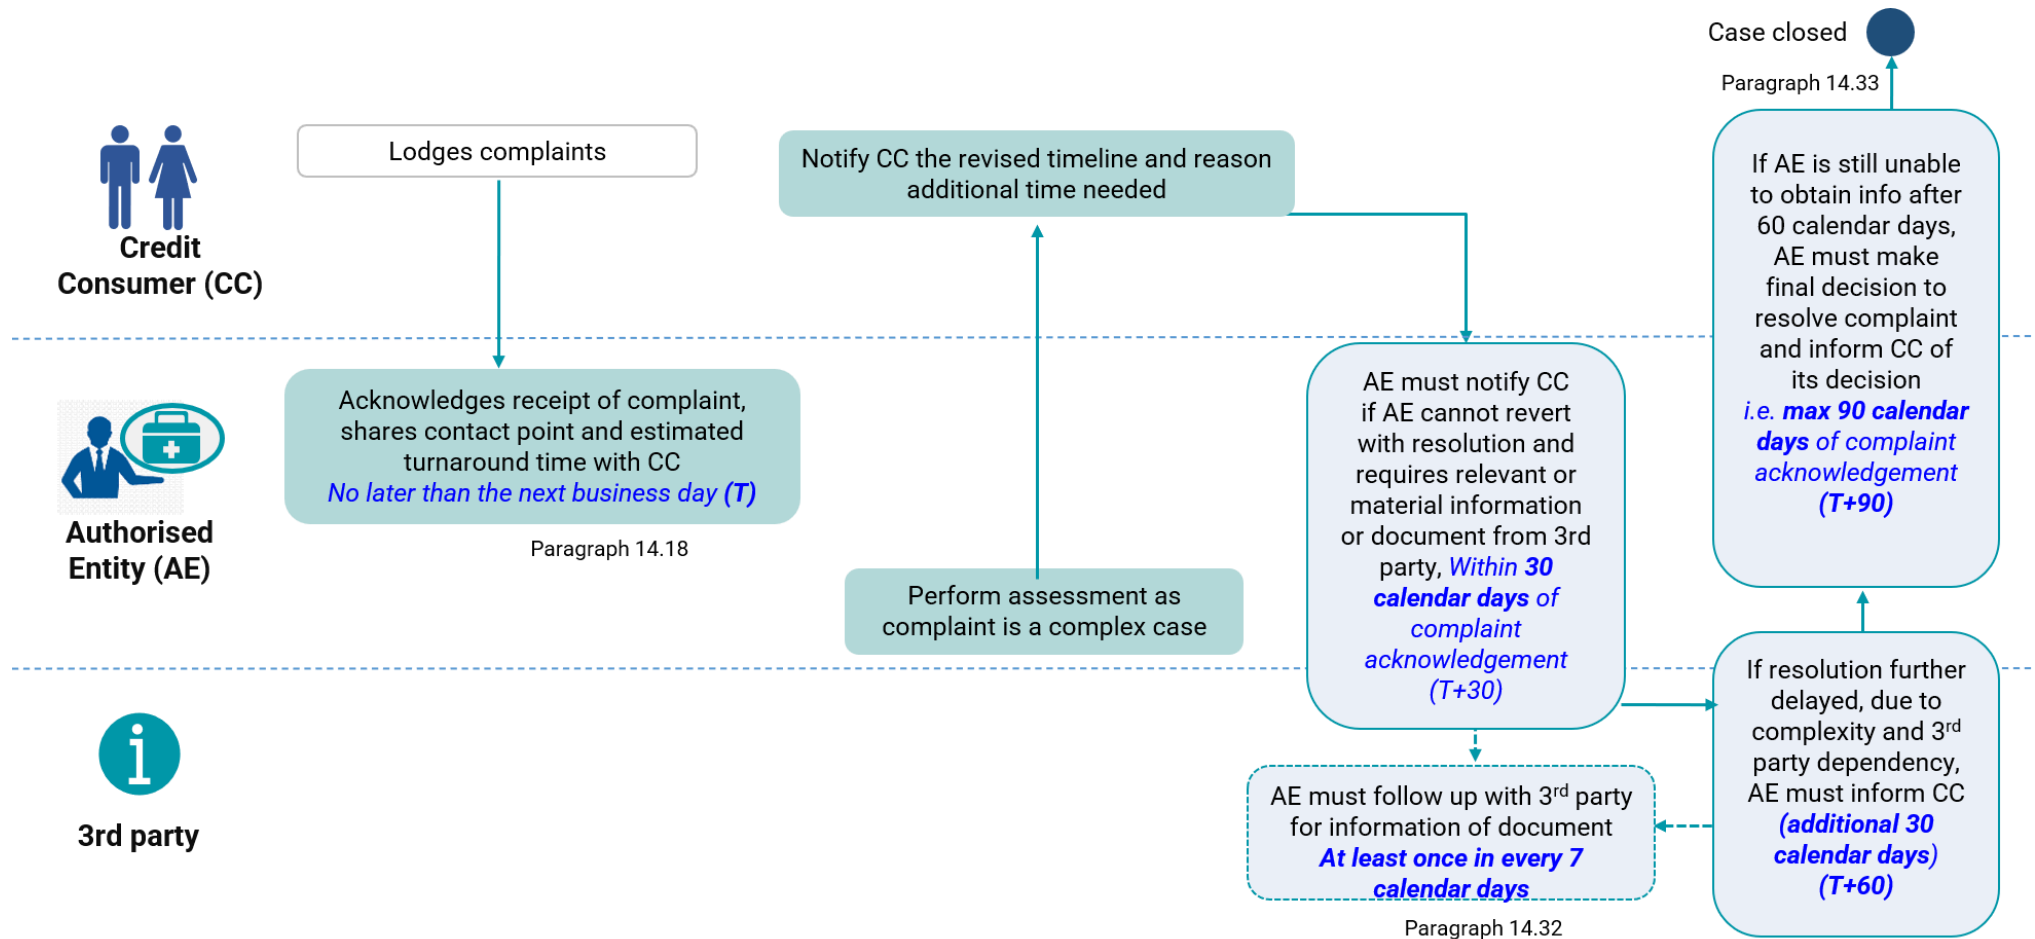 Case closed
Paragraph 14.33
Credit
Consumer (CC)
Lodges complaints
Notify CC the revised timeline and reason
additional time needed
If AE is still unable
to obtain info after
60 calendar days,
AE must make
final decision to
resolve complaint
and inform CC of
its decision
i.e. max 90 calendar
days of complaint
acknowledgement
(T+90)
Authorised
Entity (AE)
Acknowledges receipt of complaint,
shares contact point and estimated
turnaround time with CC
No later than the next business day (T)
Paragraph 14.18
Perform assessment as
complaint is a complex case
AE must notify CC
if AE cannot revert
with resolution and
requires relevant or
material information
or document from 3rd
party, Within 30
calendar days of
complaint
acknowledgement
(T+30)
If resolution further
delayed, due to
complexity and 3rd
party dependency,
AE must inform CC
(additional 30
calendar days)
(T+60)
3rd party
AE must follow up with 3rd party
for information of document
At least once in every 7
calendar days
Paragraph 14.32